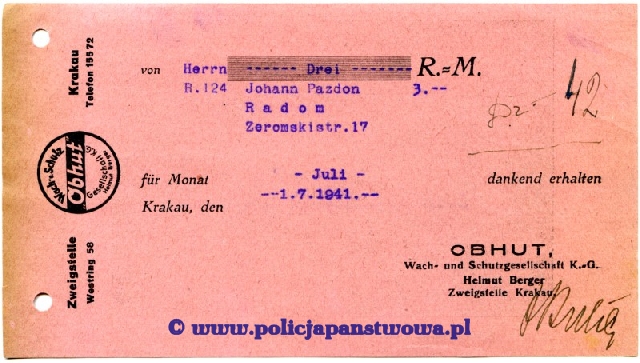 Krakau
Telefon 155 72
Wach-u.Schutz
Obhut
Gesellschaft K.G.
Helmut Berger
Zweigstelle
Westring 58
von Herrn ------ Drei ------- R.=M.
R.124 Johann Pazdon 3.--
Radom
Zeromskistr.17
42
für Monat - Juli - dankend erhalten
Krakau, den --1.7.1941.--
OBHUT,
Wach- und Schutzgesellschaft K.=G.
Helmut Berger
Zweigstelle Krakau.
© www.policjapanstwowa.pl